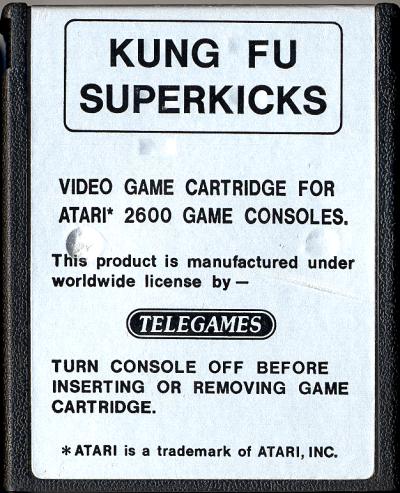 KUNG FU
SUPERKICKS
VIDEO GAME CARTRIDGE FOR
ATARI* 2600 GAME CONSOLES.
This product is manufactured under
worldwide license by —
TELEGAMES
TURN CONSOLE OFF BEFORE
INSERTING OR REMOVING GAME
CARTRIDGE.
* ATARI is a trademark of ATARI, INC.